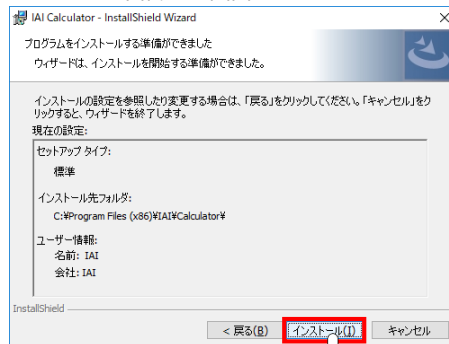 IAI Calculator - InstallShield Wizard
プログラムをインストールする準備ができました
ウィザードは、インストールを開始する準備ができました。
インストールの設定を参照したり変更する場合は、「戻る」をクリックしてください。「キャンセル」をク
リックすると、ウィザードを終了します。
現在の設定:
セットアップ タイプ:
標準
インストール先フォルダ:
C:¥Program Files (x86)¥IAI¥Calculator¥
ユーザー情報:
名前: IAI
会社: IAI
InstallShield
< 戻る(B) インストール(I) キャンセル